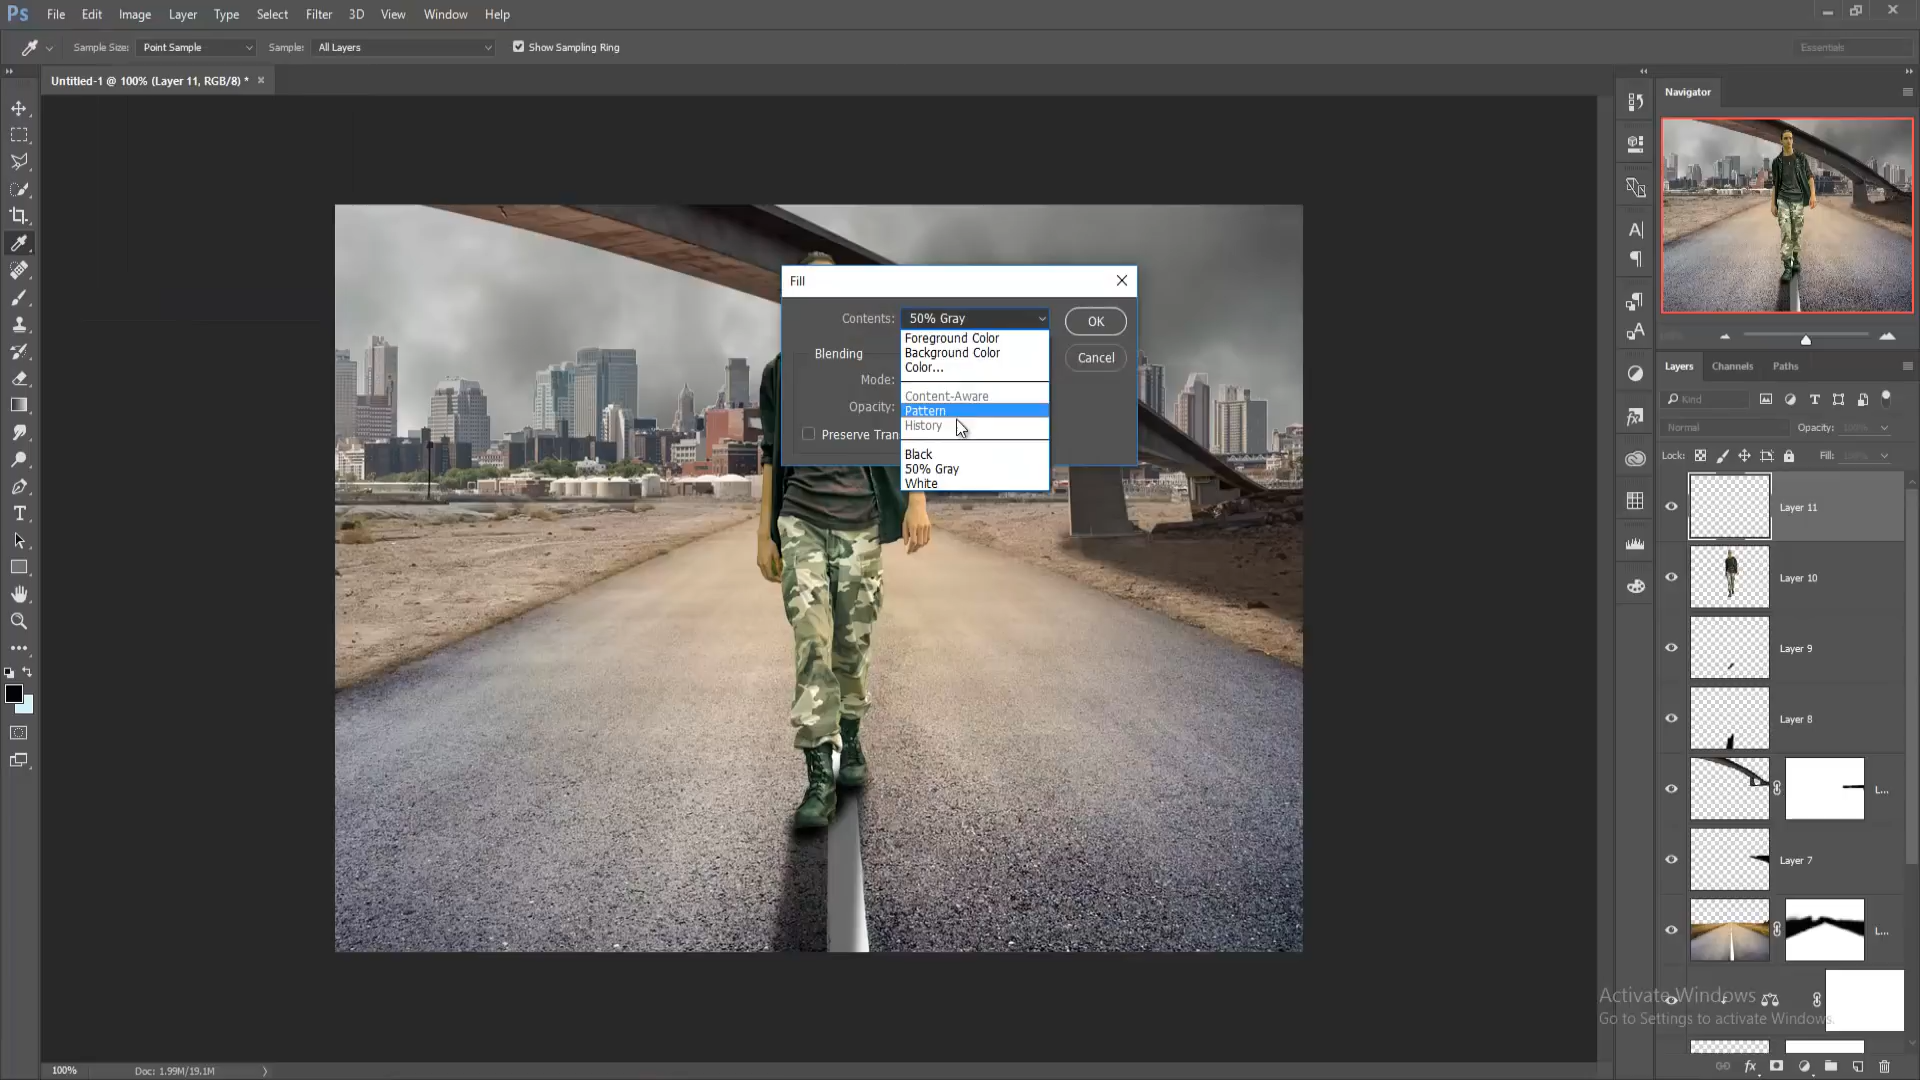 Ps File Edit Image Layer Type Select Filter 3D View Window Help
Sample Size: Point Sample Sample: All Layers Show Sampling Ring Essentials
Untitled-1 @ 100% (Layer 11, RGB/8) *
Navigator
Fill
Contents: 50% Gray OK
Foreground Color
Background Color
Color...
Blending
Cancel
Mode:
Content-Aware
Opacity:
Pattern
History
Preserve Tran
Black
50% Gray
White
Layers Channels Paths
Kind
Normal Opacity: 100%
Lock: Fill: 100%
Layer 11
Layer 10
Layer 9
Layer 8
L...
Layer 7
L...
Activate Windows
Go to Settings to activate Windows.
100% Doc: 1.99M/19.1M